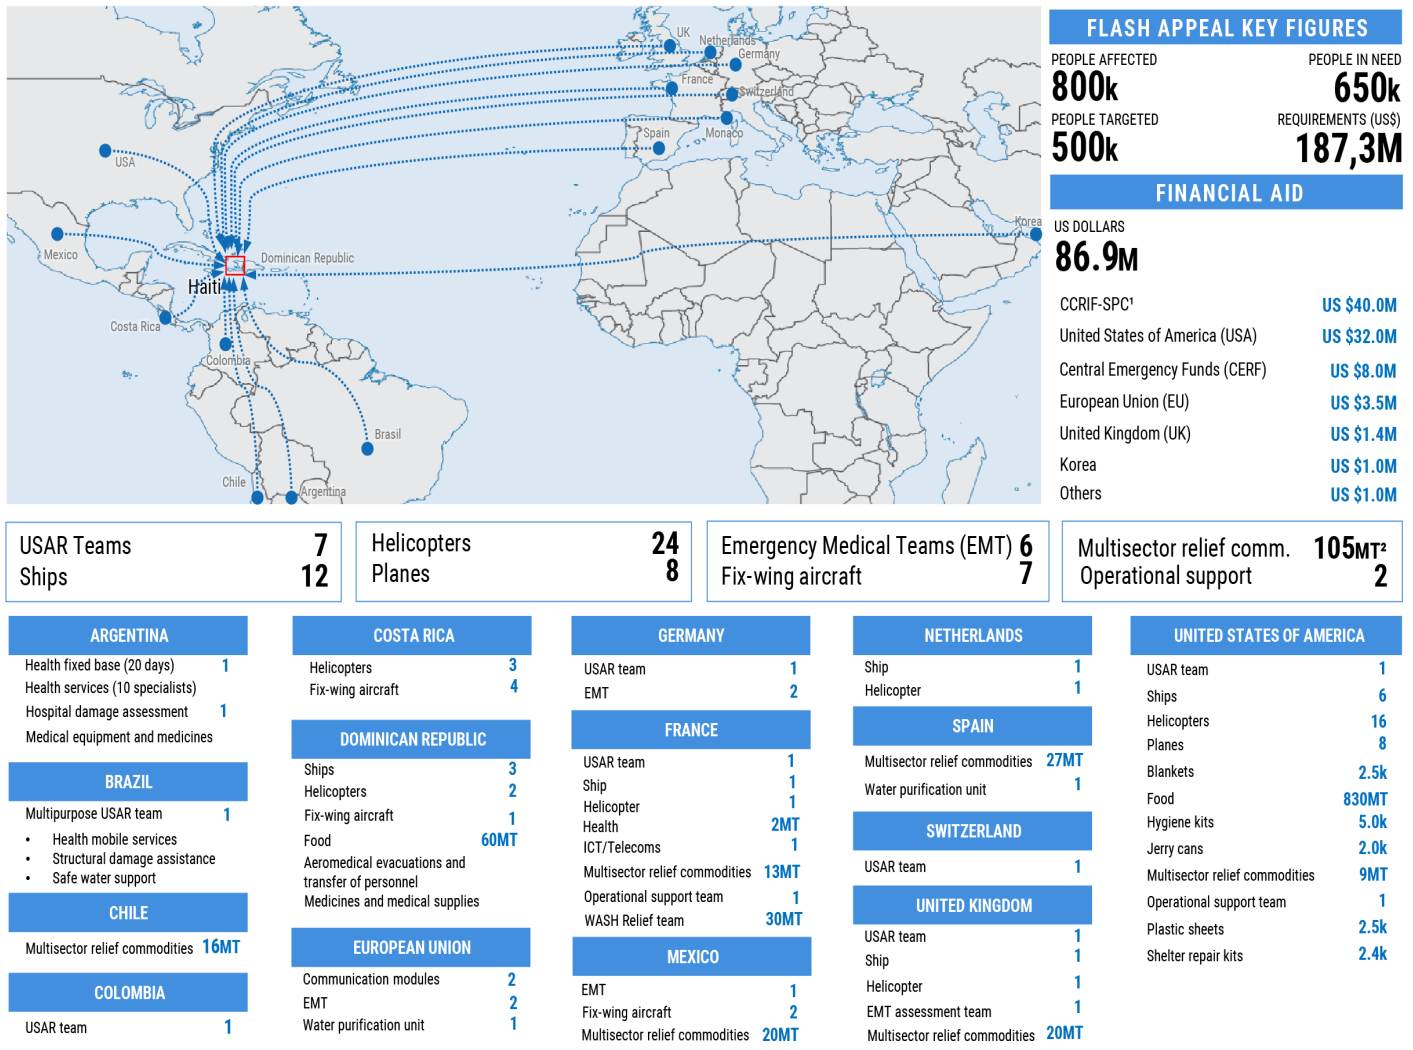 UK
Netherlands
Germany
France
Switzerland
Spain
Monaco
USA
Korea
Mexico
Dominican Republic
Haiti
Costa Rica
Colombia
Brasil
Chile
Argentina
FLASH APPEAL KEY FIGURES
PEOPLE AFFECTED PEOPLE IN NEED
800k 650k
PEOPLE TARGETED REQUIREMENTS (US$)
500k 187,3M
FINANCIAL AID
US DOLLARS
86.9M
CCRIF-SPC¹ US $40.0M
United States of America (USA) US $32.0M
Central Emergency Funds (CERF) US $8.0M
European Union (EU) US $3.5M
United Kingdom (UK) US $1.4M
Korea US $1.0M
Others US $1.0M
USAR Teams 7
Ships 12
Helicopters 24
Planes 8
Emergency Medical Teams (EMT) 6
Fix-wing aircraft 7
Multisector relief comm. 105MT²
Operational support 2
ARGENTINA
Health fixed base (20 days) 1
Health services (10 specialists)
Hospital damage assessment 1
Medical equipment and medicines
BRAZIL
Multipurpose USAR team 1
• Health mobile services
• Structural damage assistance
• Safe water support
CHILE
Multisector relief commodities 16MT
COLOMBIA
USAR team 1
COSTA RICA
Helicopters 3
Fix-wing aircraft 4
DOMINICAN REPUBLIC
Ships 3
Helicopters 2
Fix-wing aircraft 1
Food 60MT
Aeromedical evacuations and
transfer of personnel
Medicines and medical supplies
EUROPEAN UNION
Communication modules 2
EMT 2
Water purification unit 1
GERMANY
USAR team 1
EMT 2
FRANCE
USAR team 1
Ship 1
Helicopter 1
Health 2MT
ICT/Telecoms 1
Multisector relief commodities 13MT
Operational support team 1
WASH Relief team 30MT
MEXICO
EMT 1
Fix-wing aircraft 2
Multisector relief commodities 20MT
NETHERLANDS
Ship 1
Helicopter 1
SPAIN
Multisector relief commodities 27MT
Water purification unit 1
SWITZERLAND
USAR team 1
UNITED KINGDOM
USAR team 1
Ship 1
Helicopter 1
EMT assessment team 1
Multisector relief commodities 20MT
UNITED STATES OF AMERICA
USAR team 1
Ships 6
Helicopters 16
Planes 8
Blankets 2.5k
Food 830MT
Hygiene kits 5.0k
Jerry cans 2.0k
Multisector relief commodities 9MT
Operational support team 1
Plastic sheets 2.5k
Shelter repair kits 2.4k